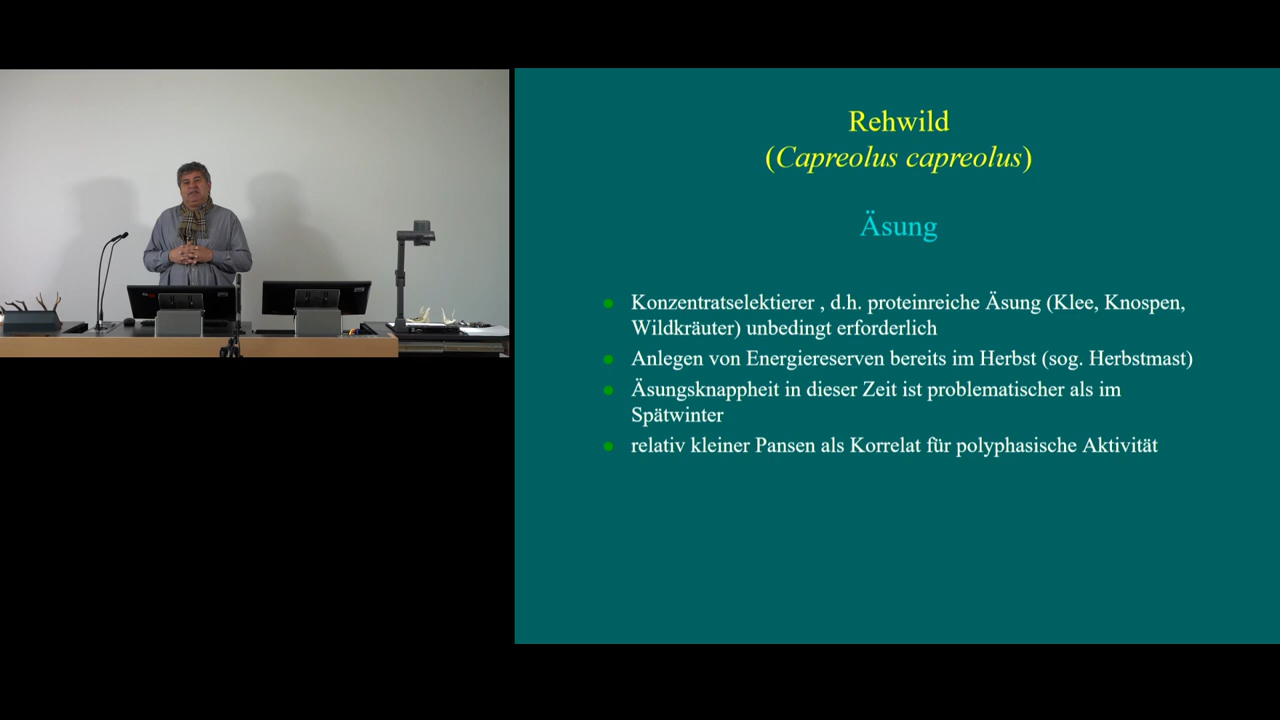 Rehwild
(Capreolus capreolus)
Äsung
Konzentratselektierer , d.h. proteinreiche Äsung (Klee, Knospen,
Wildkräuter) unbedingt erforderlich
Anlegen von Energiereserven bereits im Herbst (sog. Herbstmast)
Äsungsknappheit in dieser Zeit ist problematischer als im
Spätwinter
relativ kleiner Pansen als Korrelat für polyphasische Aktivität